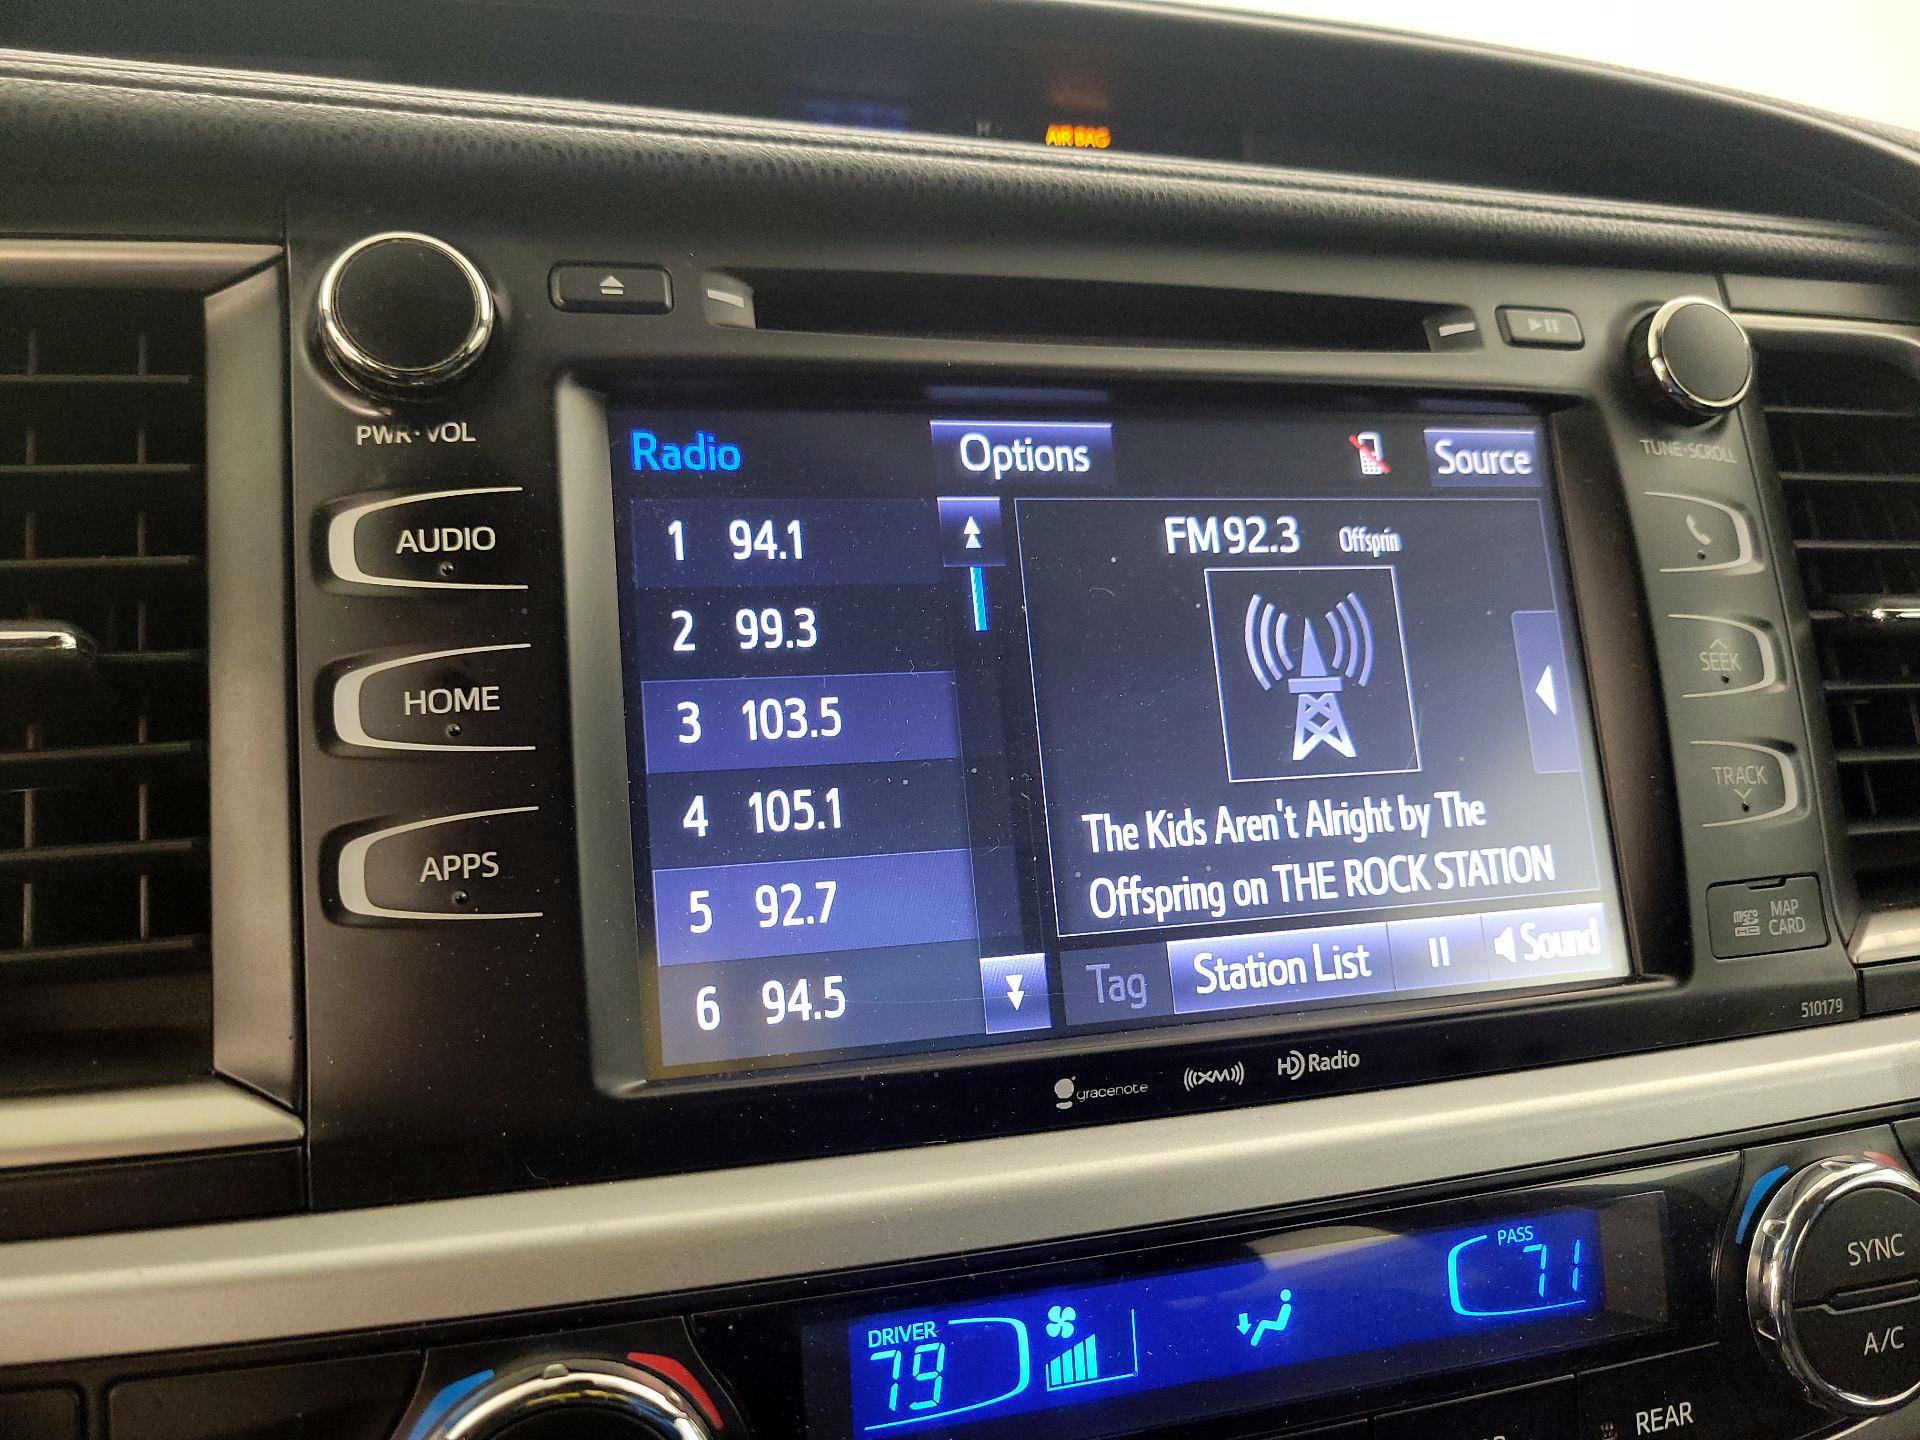 AIR BAG
PWR·VOL
TUNE·SCROLL
AUDIO
HOME
APPS
Radio
Options
Source
1 94.1
2 99.3
3 103.5
4 105.1
5 92.7
6 94.5
FM 92.3 Offsprin
The Kids Aren't Alright by The
Offspring on THE ROCK STATION
Tag
Station List
Sound
SEEK
TRACK
micro
MAP
CARD
510179
gracenote
((XM))
HD Radio
DRIVER
79
PASS
71
SYNC
A/C
REAR